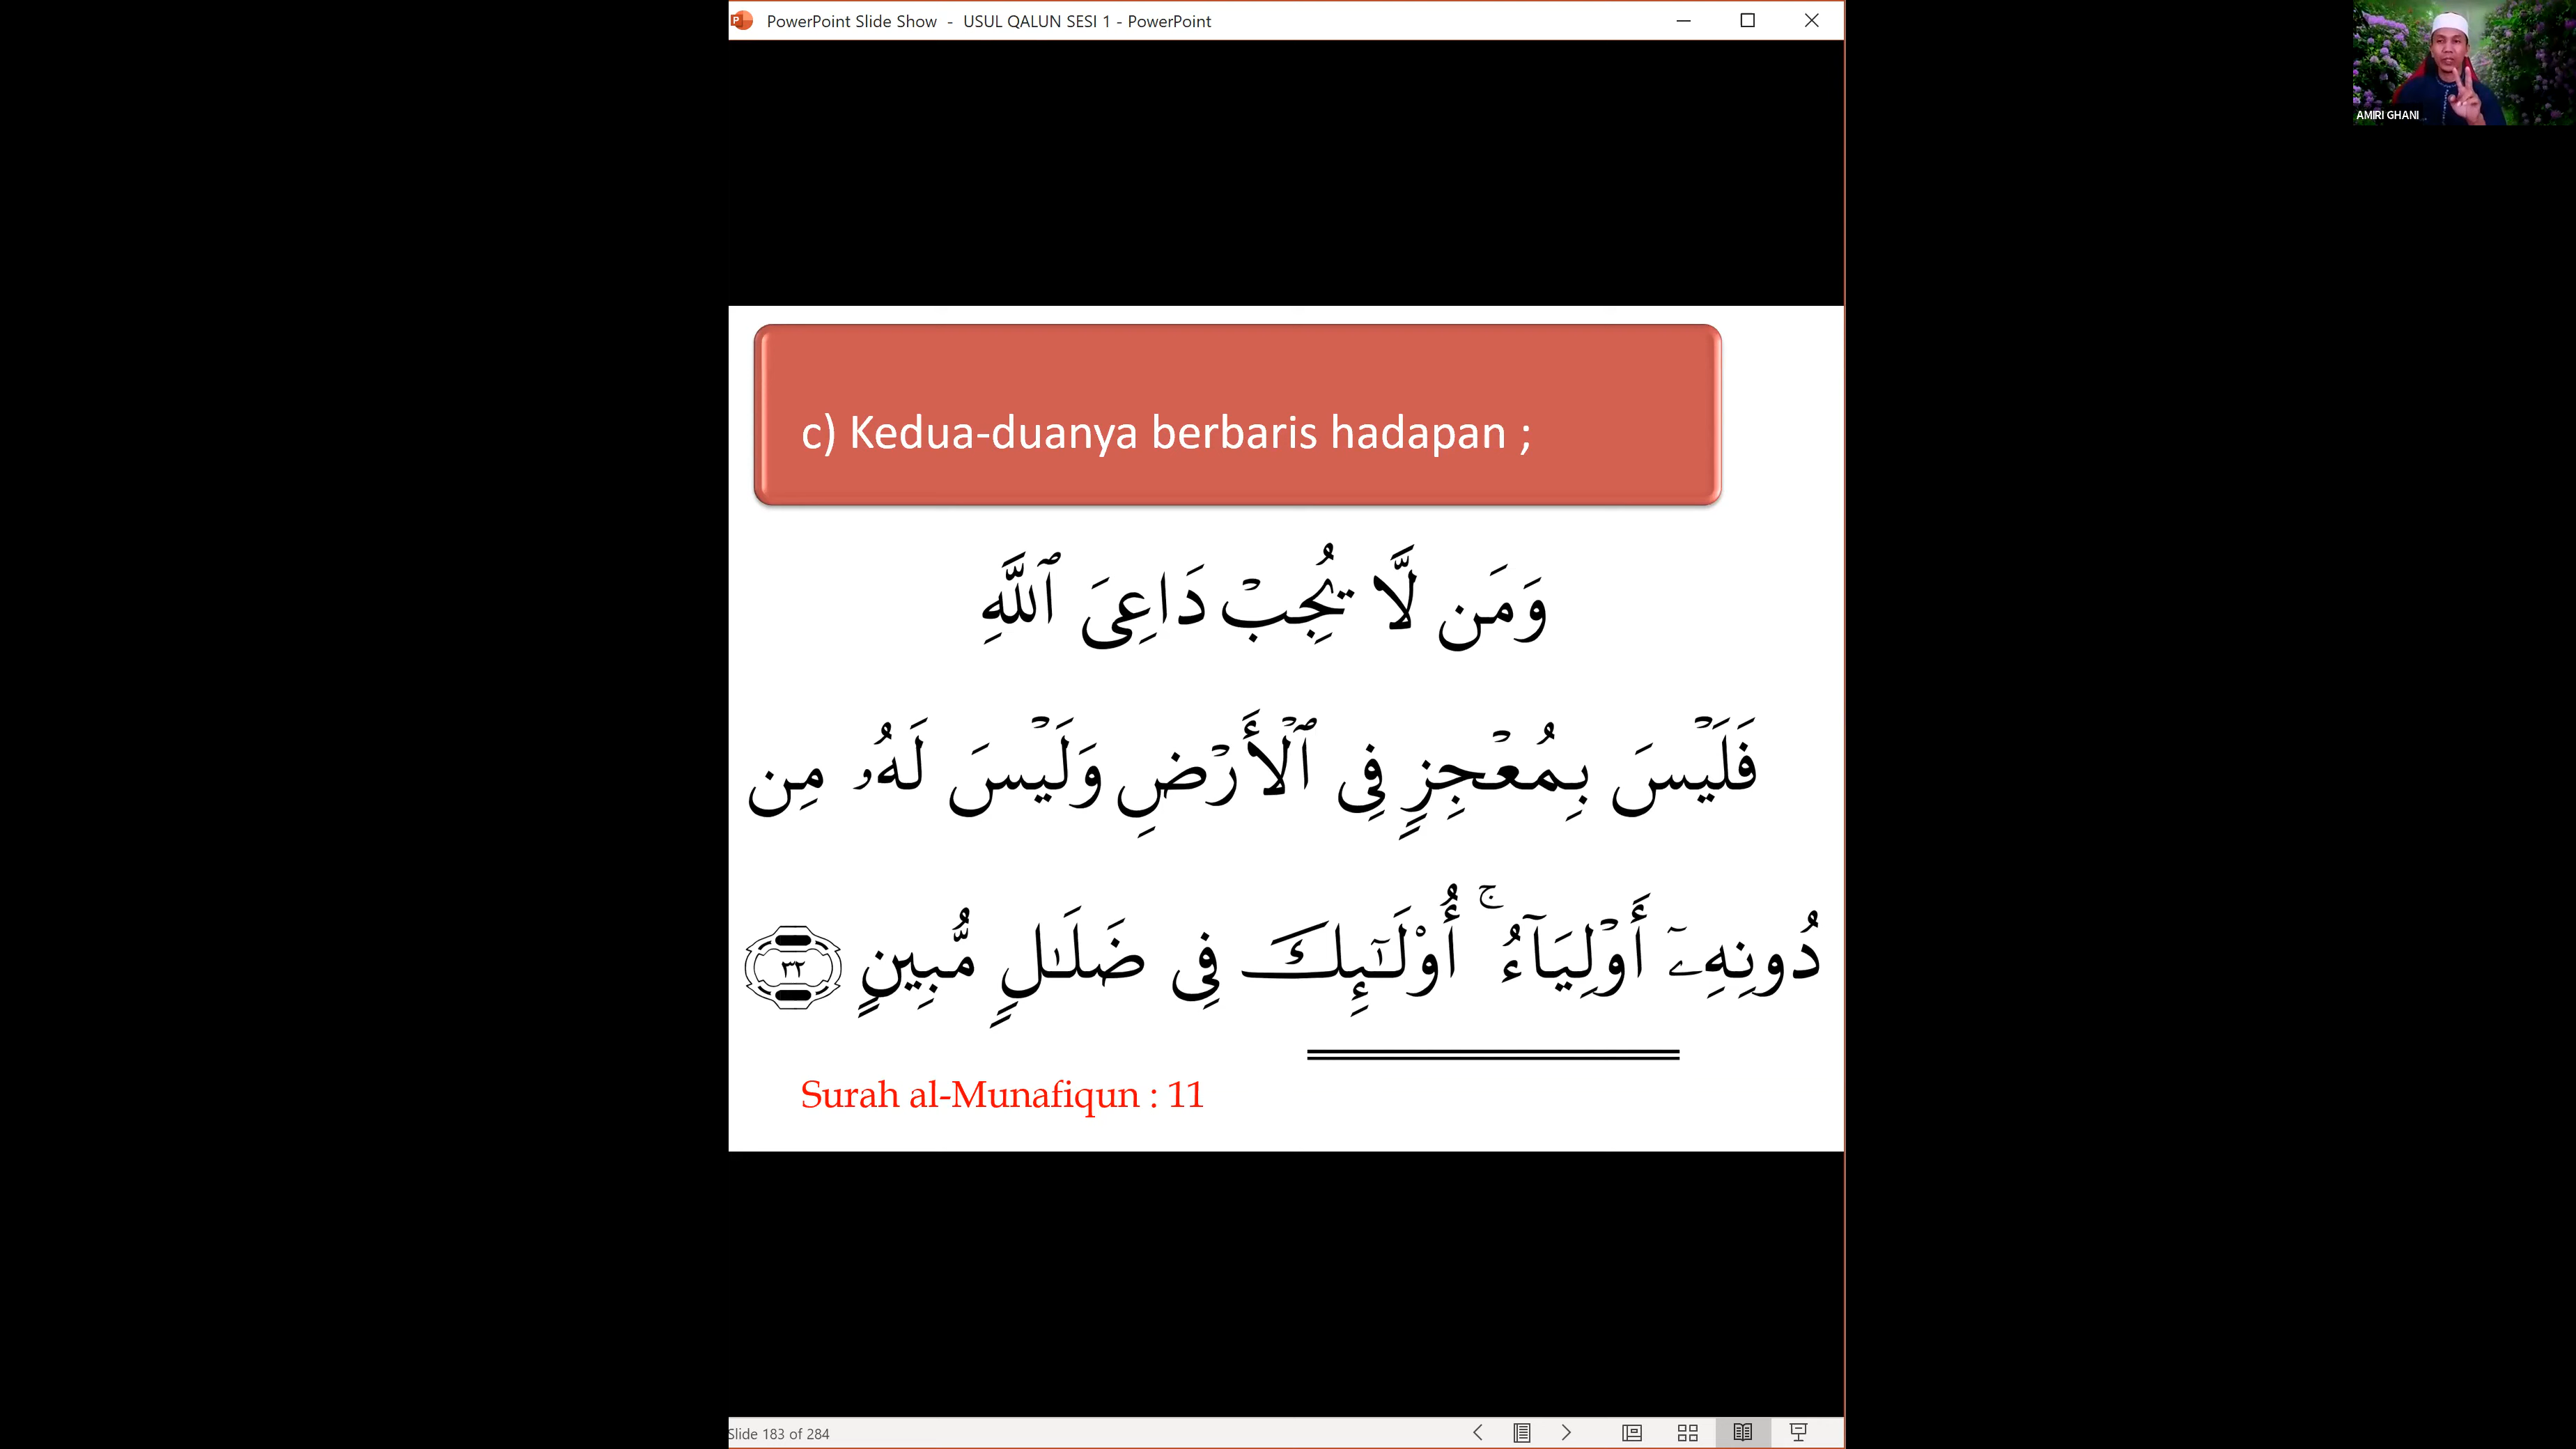 PowerPoint Slide Show - USUL QALUN SESI 1 - PowerPoint
AMIRI GHANI
c) Kedua-duanya berbaris hadapan ;
وَمَن لَّا يُجِبۡ دَاعِىَ ٱللَّهِ
فَلَيۡسَ بِمُعۡجِزٍ فِى ٱلۡأَرۡضِ وَلَيۡسَ لَهُۥ مِن
دُونِهِۦٓ أَوۡلِيَآءُ ۚ أُوْلَـٰٓئِكَ فِى ضَلَـٰلٍ مُّبِينٍ ٣٢
Surah al-Munafiqun : 11
Slide 183 of 284